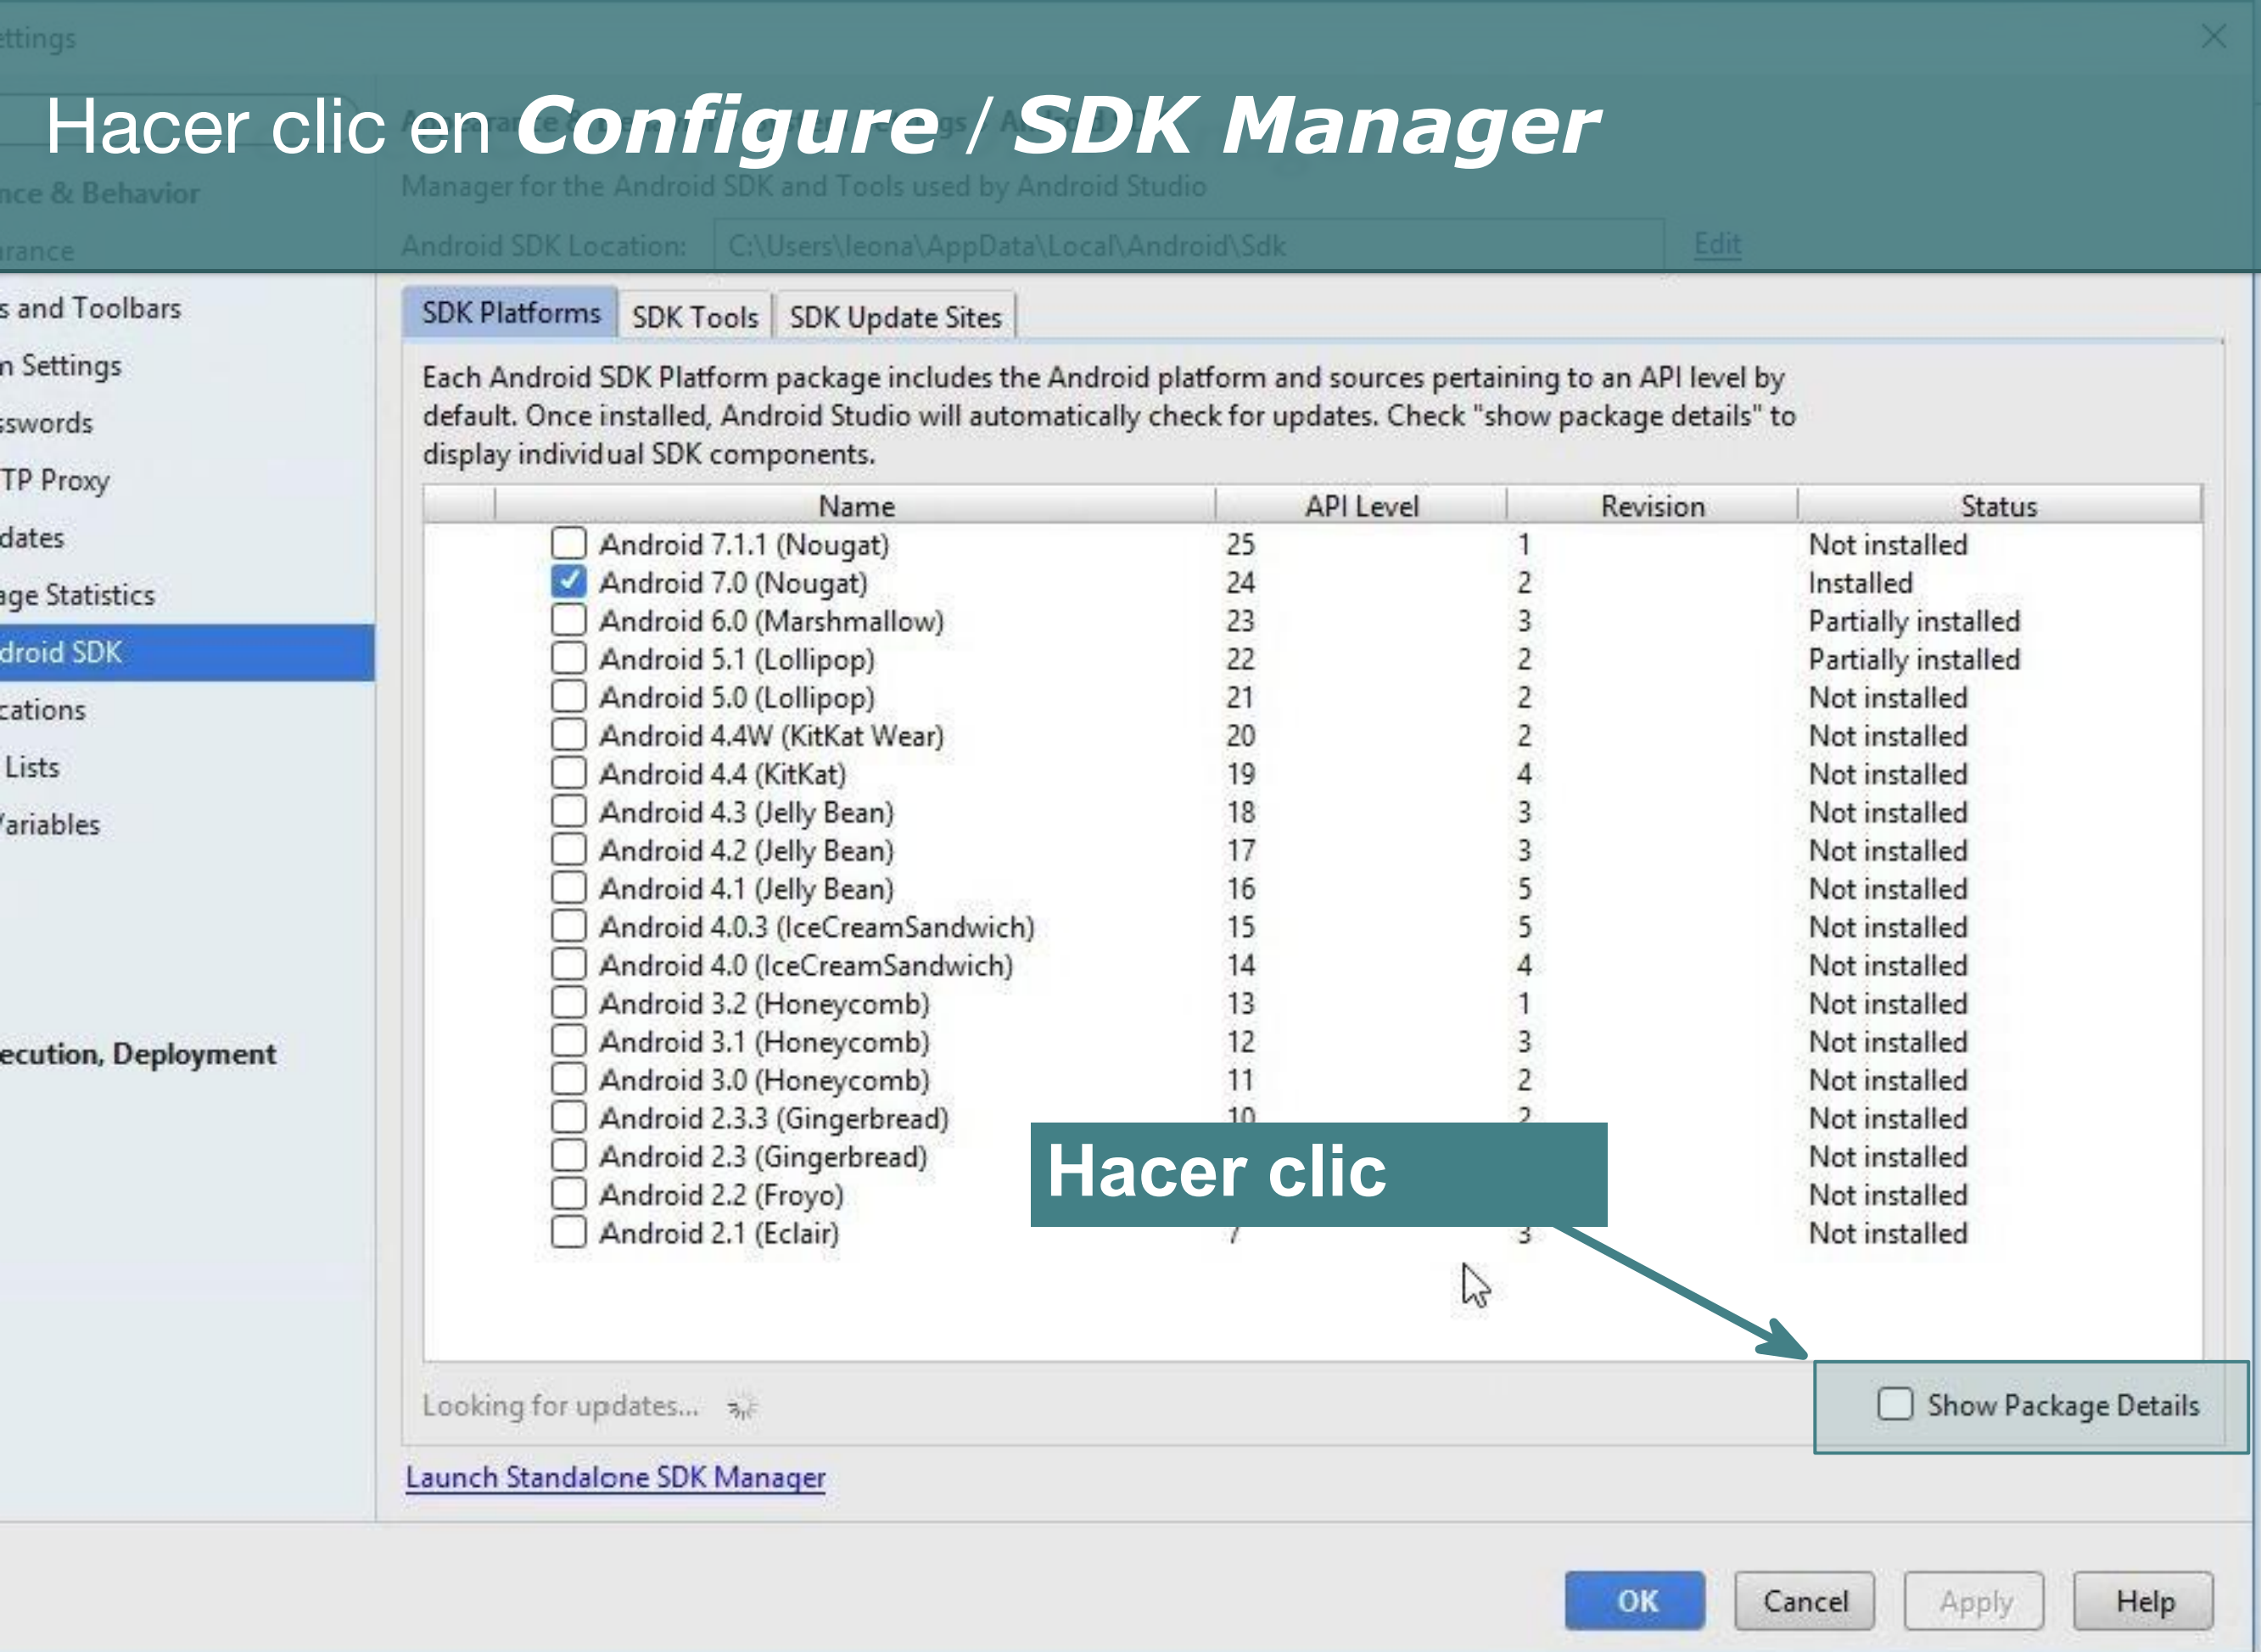 ettings
Hacer clic en Configure / SDK Manager
nce & Behavior
Manager for the Android SDK and Tools used by Android Studio
arance
Android SDK Location: C:\Users\leona\AppData\Local\Android\Sdk Edit
s and Toolbars
SDK Platforms SDK Tools SDK Update Sites
n Settings
Each Android SDK Platform package includes the Android platform and sources pertaining to an API level by
default. Once installed, Android Studio will automatically check for updates. Check "show package details" to
display individual SDK components.
sswords
TP Proxy
dates
age Statistics
droid SDK
cations
Lists
Variables
ecution, Deployment
Name API Level Revision Status
Android 7.1.1 (Nougat) 25 1 Not installed
Android 7.0 (Nougat) 24 2 Installed
Android 6.0 (Marshmallow) 23 3 Partially installed
Android 5.1 (Lollipop) 22 2 Partially installed
Android 5.0 (Lollipop) 21 2 Not installed
Android 4.4W (KitKat Wear) 20 2 Not installed
Android 4.4 (KitKat) 19 4 Not installed
Android 4.3 (Jelly Bean) 18 3 Not installed
Android 4.2 (Jelly Bean) 17 3 Not installed
Android 4.1 (Jelly Bean) 16 5 Not installed
Android 4.0.3 (IceCreamSandwich) 15 5 Not installed
Android 4.0 (IceCreamSandwich) 14 4 Not installed
Android 3.2 (Honeycomb) 13 1 Not installed
Android 3.1 (Honeycomb) 12 3 Not installed
Android 3.0 (Honeycomb) 11 2 Not installed
Android 2.3.3 (Gingerbread) 10 2 Not installed
Android 2.3 (Gingerbread) Not installed
Android 2.2 (Froyo) Not installed
Android 2.1 (Eclair) 7 3 Not installed
Hacer clic
Looking for updates... Show Package Details
Launch Standalone SDK Manager
OK Cancel Apply Help